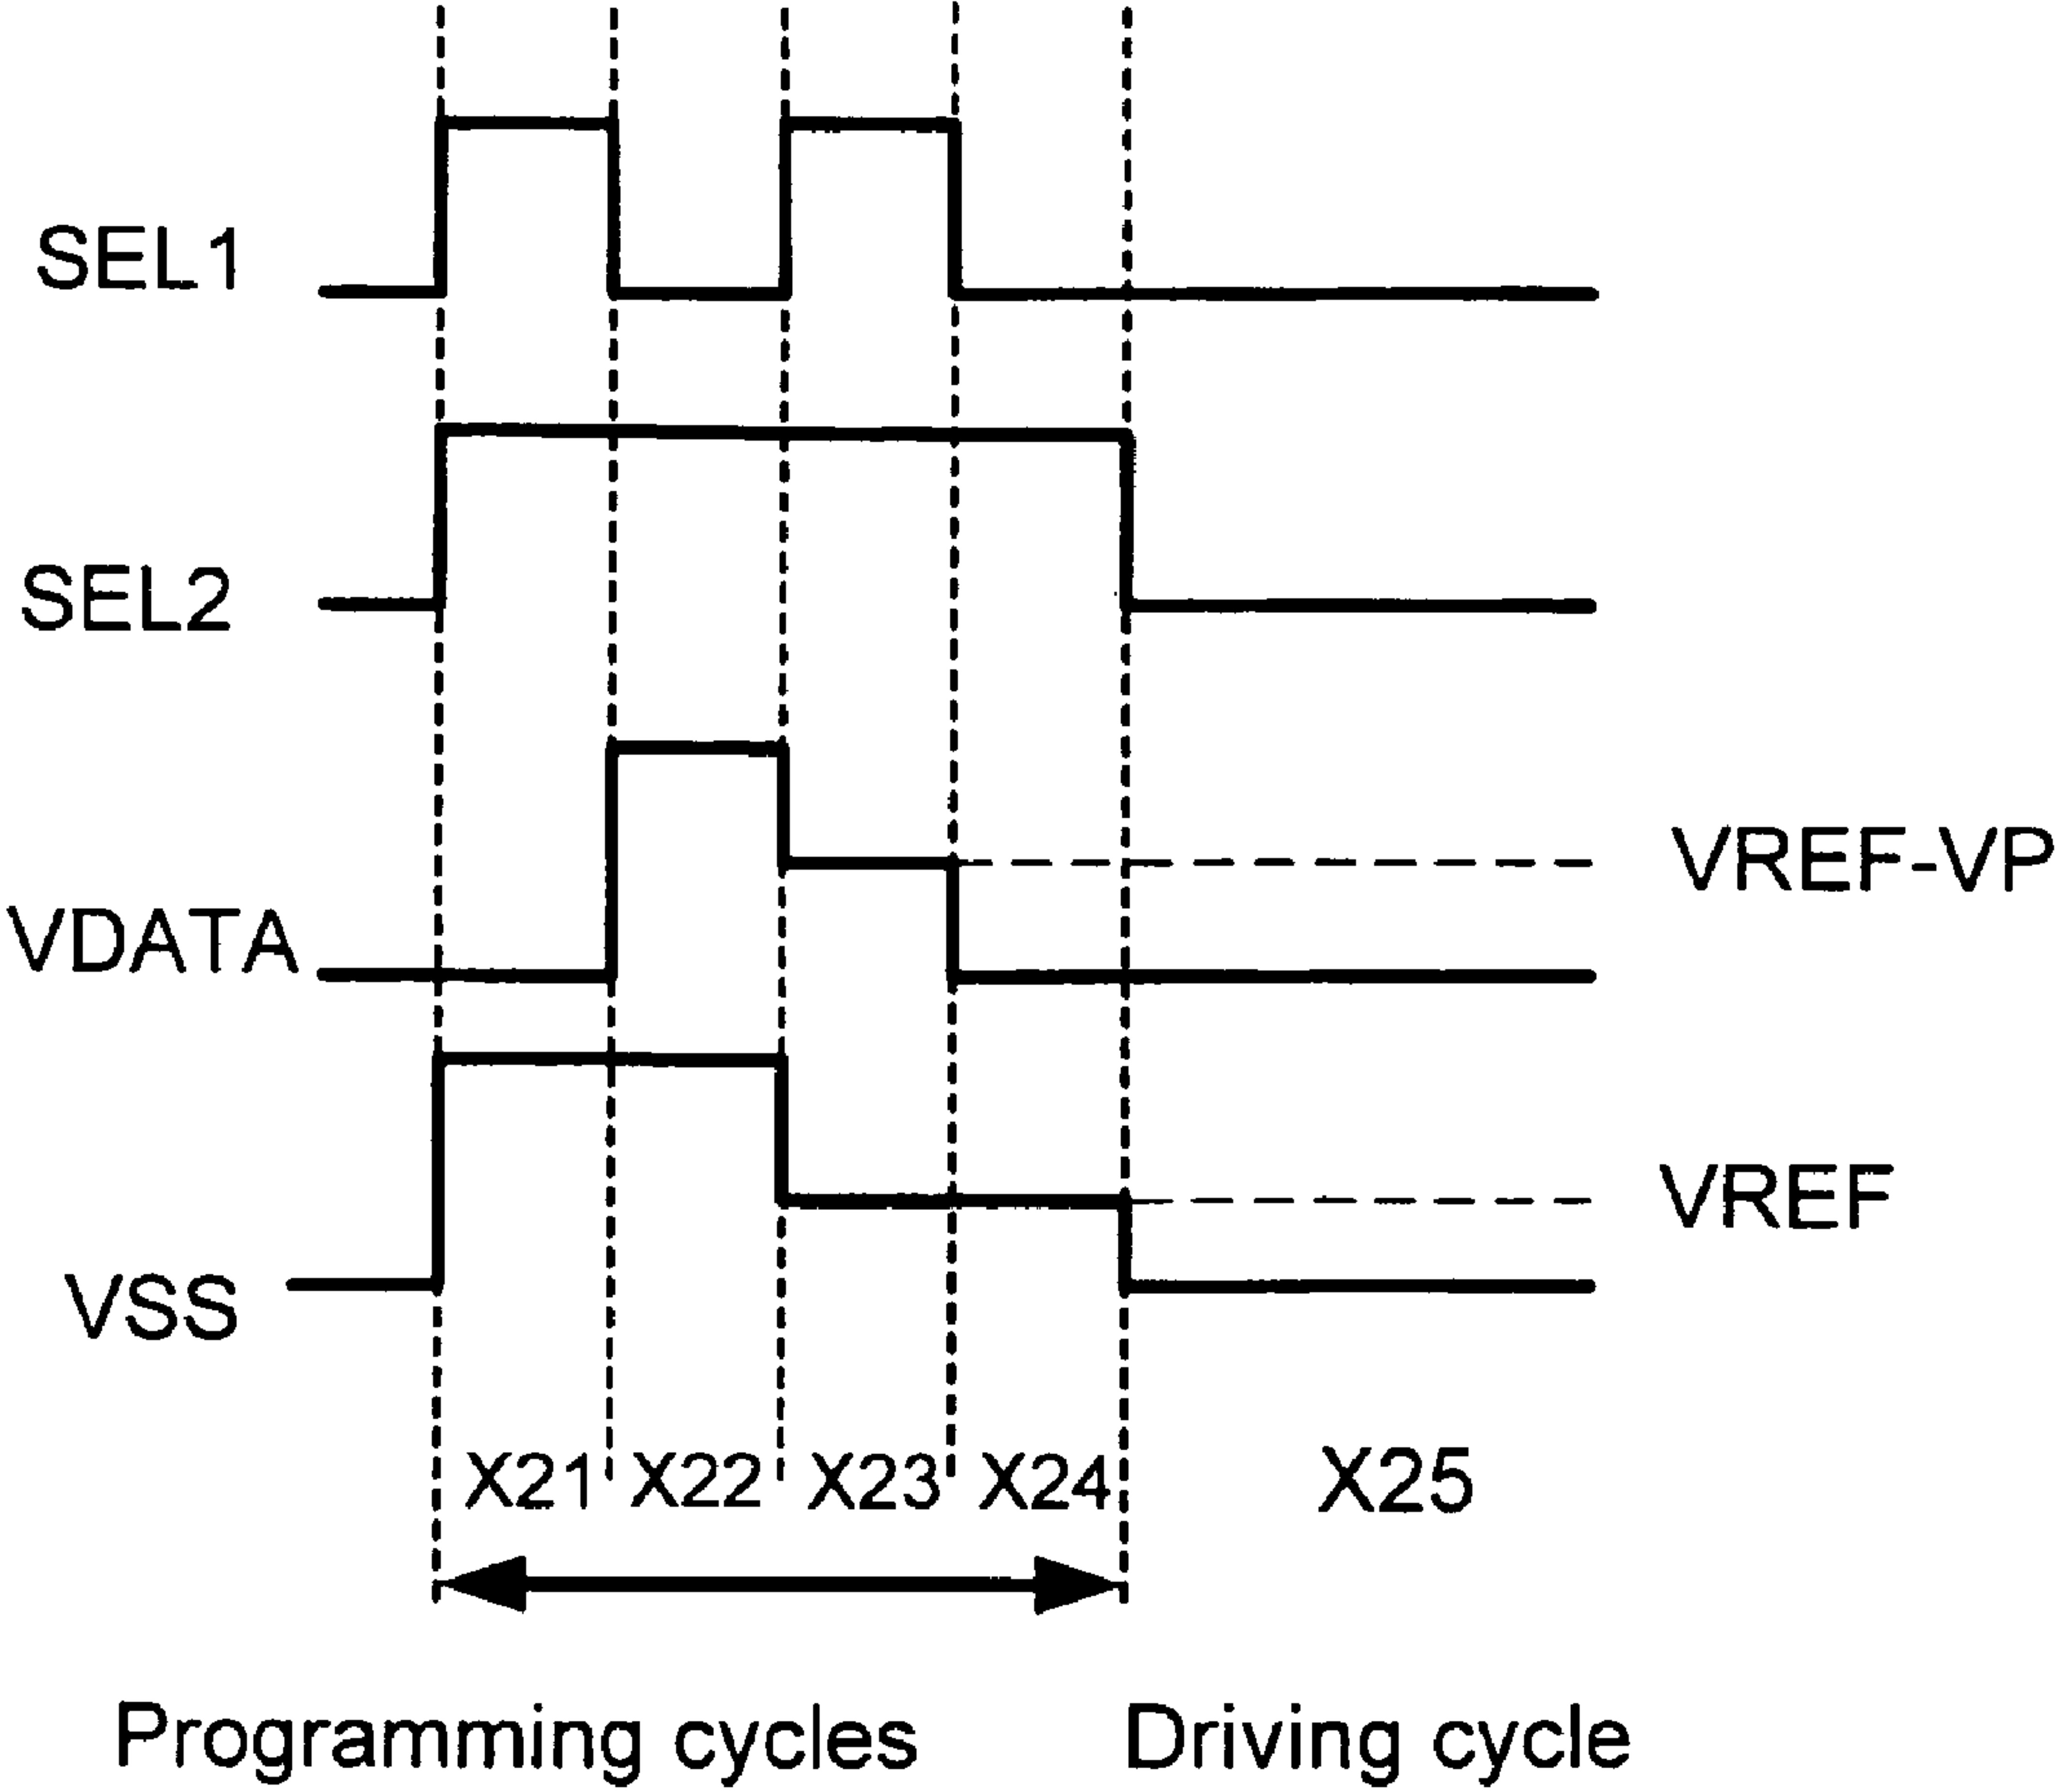 SEL1
SEL2
VREF-VP
VDATA
VREF
VSS
X21 X22 X23 X24 X25
Programming cycles Driving cycle